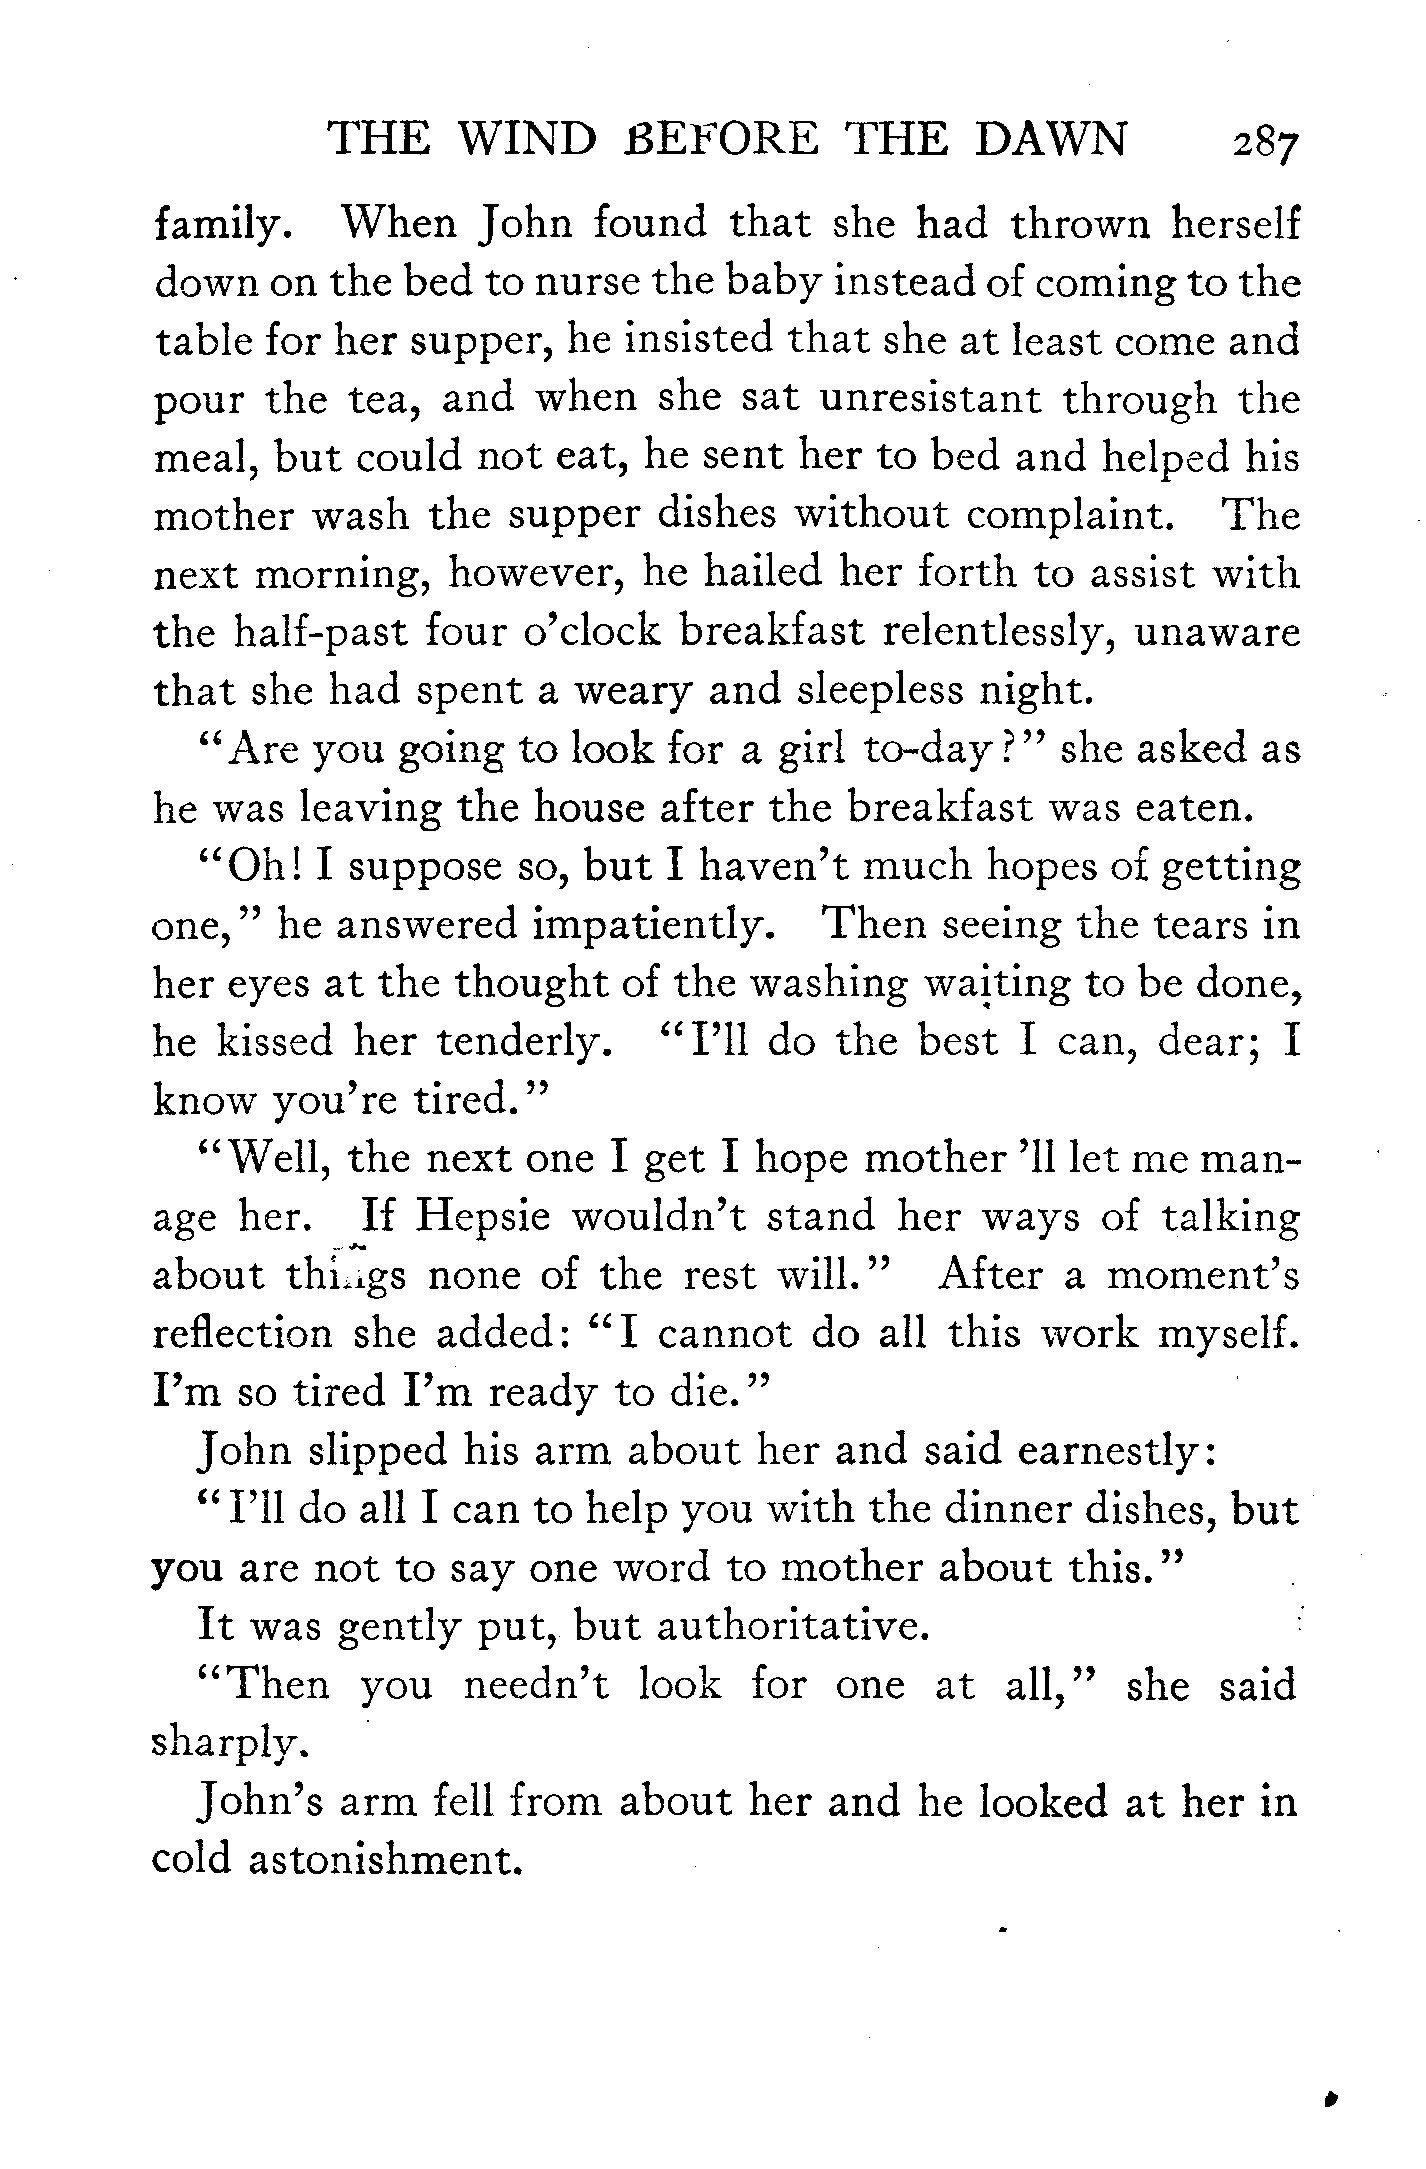 THE WIND BEFORE THE DAWN 287
family. When John found that she had thrown herself
down on the bed to nurse the baby instead of coming to the
table for her supper, he insisted that she at least come and
pour the tea, and when she sat unresistant through the
meal, but could not eat, he sent her to bed and helped his
mother wash the supper dishes without complaint. The
next morning, however, he hailed her forth to assist with
the half-past four o'clock breakfast relentlessly, unaware
that she had spent a weary and sleepless night.
"Are you going to look for a girl to-day?" she asked as
he was leaving the house after the breakfast was eaten.
"Oh! I suppose so, but I haven't much hopes of getting
one," he answered impatiently. Then seeing the tears in
her eyes at the thought of the washing waiting to be done,
he kissed her tenderly. "I'll do the best I can, dear; I
know you're tired."
"Well, the next one I get I hope mother 'll let me man-
age her. If Hepsie wouldn't stand her ways of talking
about things none of the rest will." After a moment's
reflection she added: "I cannot do all this work myself.
I'm so tired I'm ready to die."
John slipped his arm about her and said earnestly:
"I'll do all I can to help you with the dinner dishes, but
you are not to say one word to mother about this."
It was gently put, but authoritative.
"Then you needn't look for one at all," she said
sharply.
John's arm fell from about her and he looked at her in
cold astonishment.